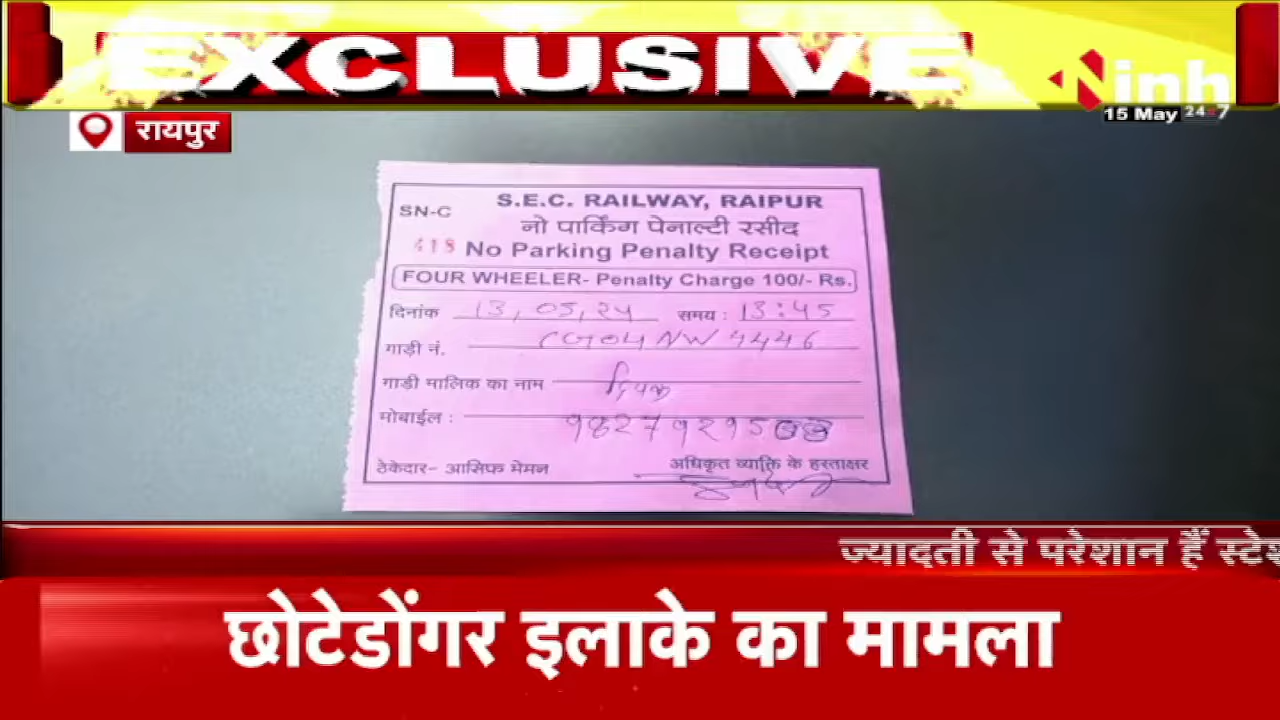 EXCLUSIVE
inh
15 May 24x7
रायपुर
S.E.C. RAILWAY, RAIPUR
SN-C
नो पार्किंग पेनाल्टी रसीद
418 No Parking Penalty Receipt
FOUR WHEELER- Penalty Charge 100/- Rs.
दिनांक 13,05,24 समय : 13:45
गाड़ी नं. CG04 NW 4446
गाड़ी मालिक का नाम दिपक
मोबाईल :
ठेकेदार- आसिफ मेमन अधिकृत व्याक्ति के हस्ताक्षर
ज्यादती से परेशान हैं
छोटेडोंगर इलाके का मामला